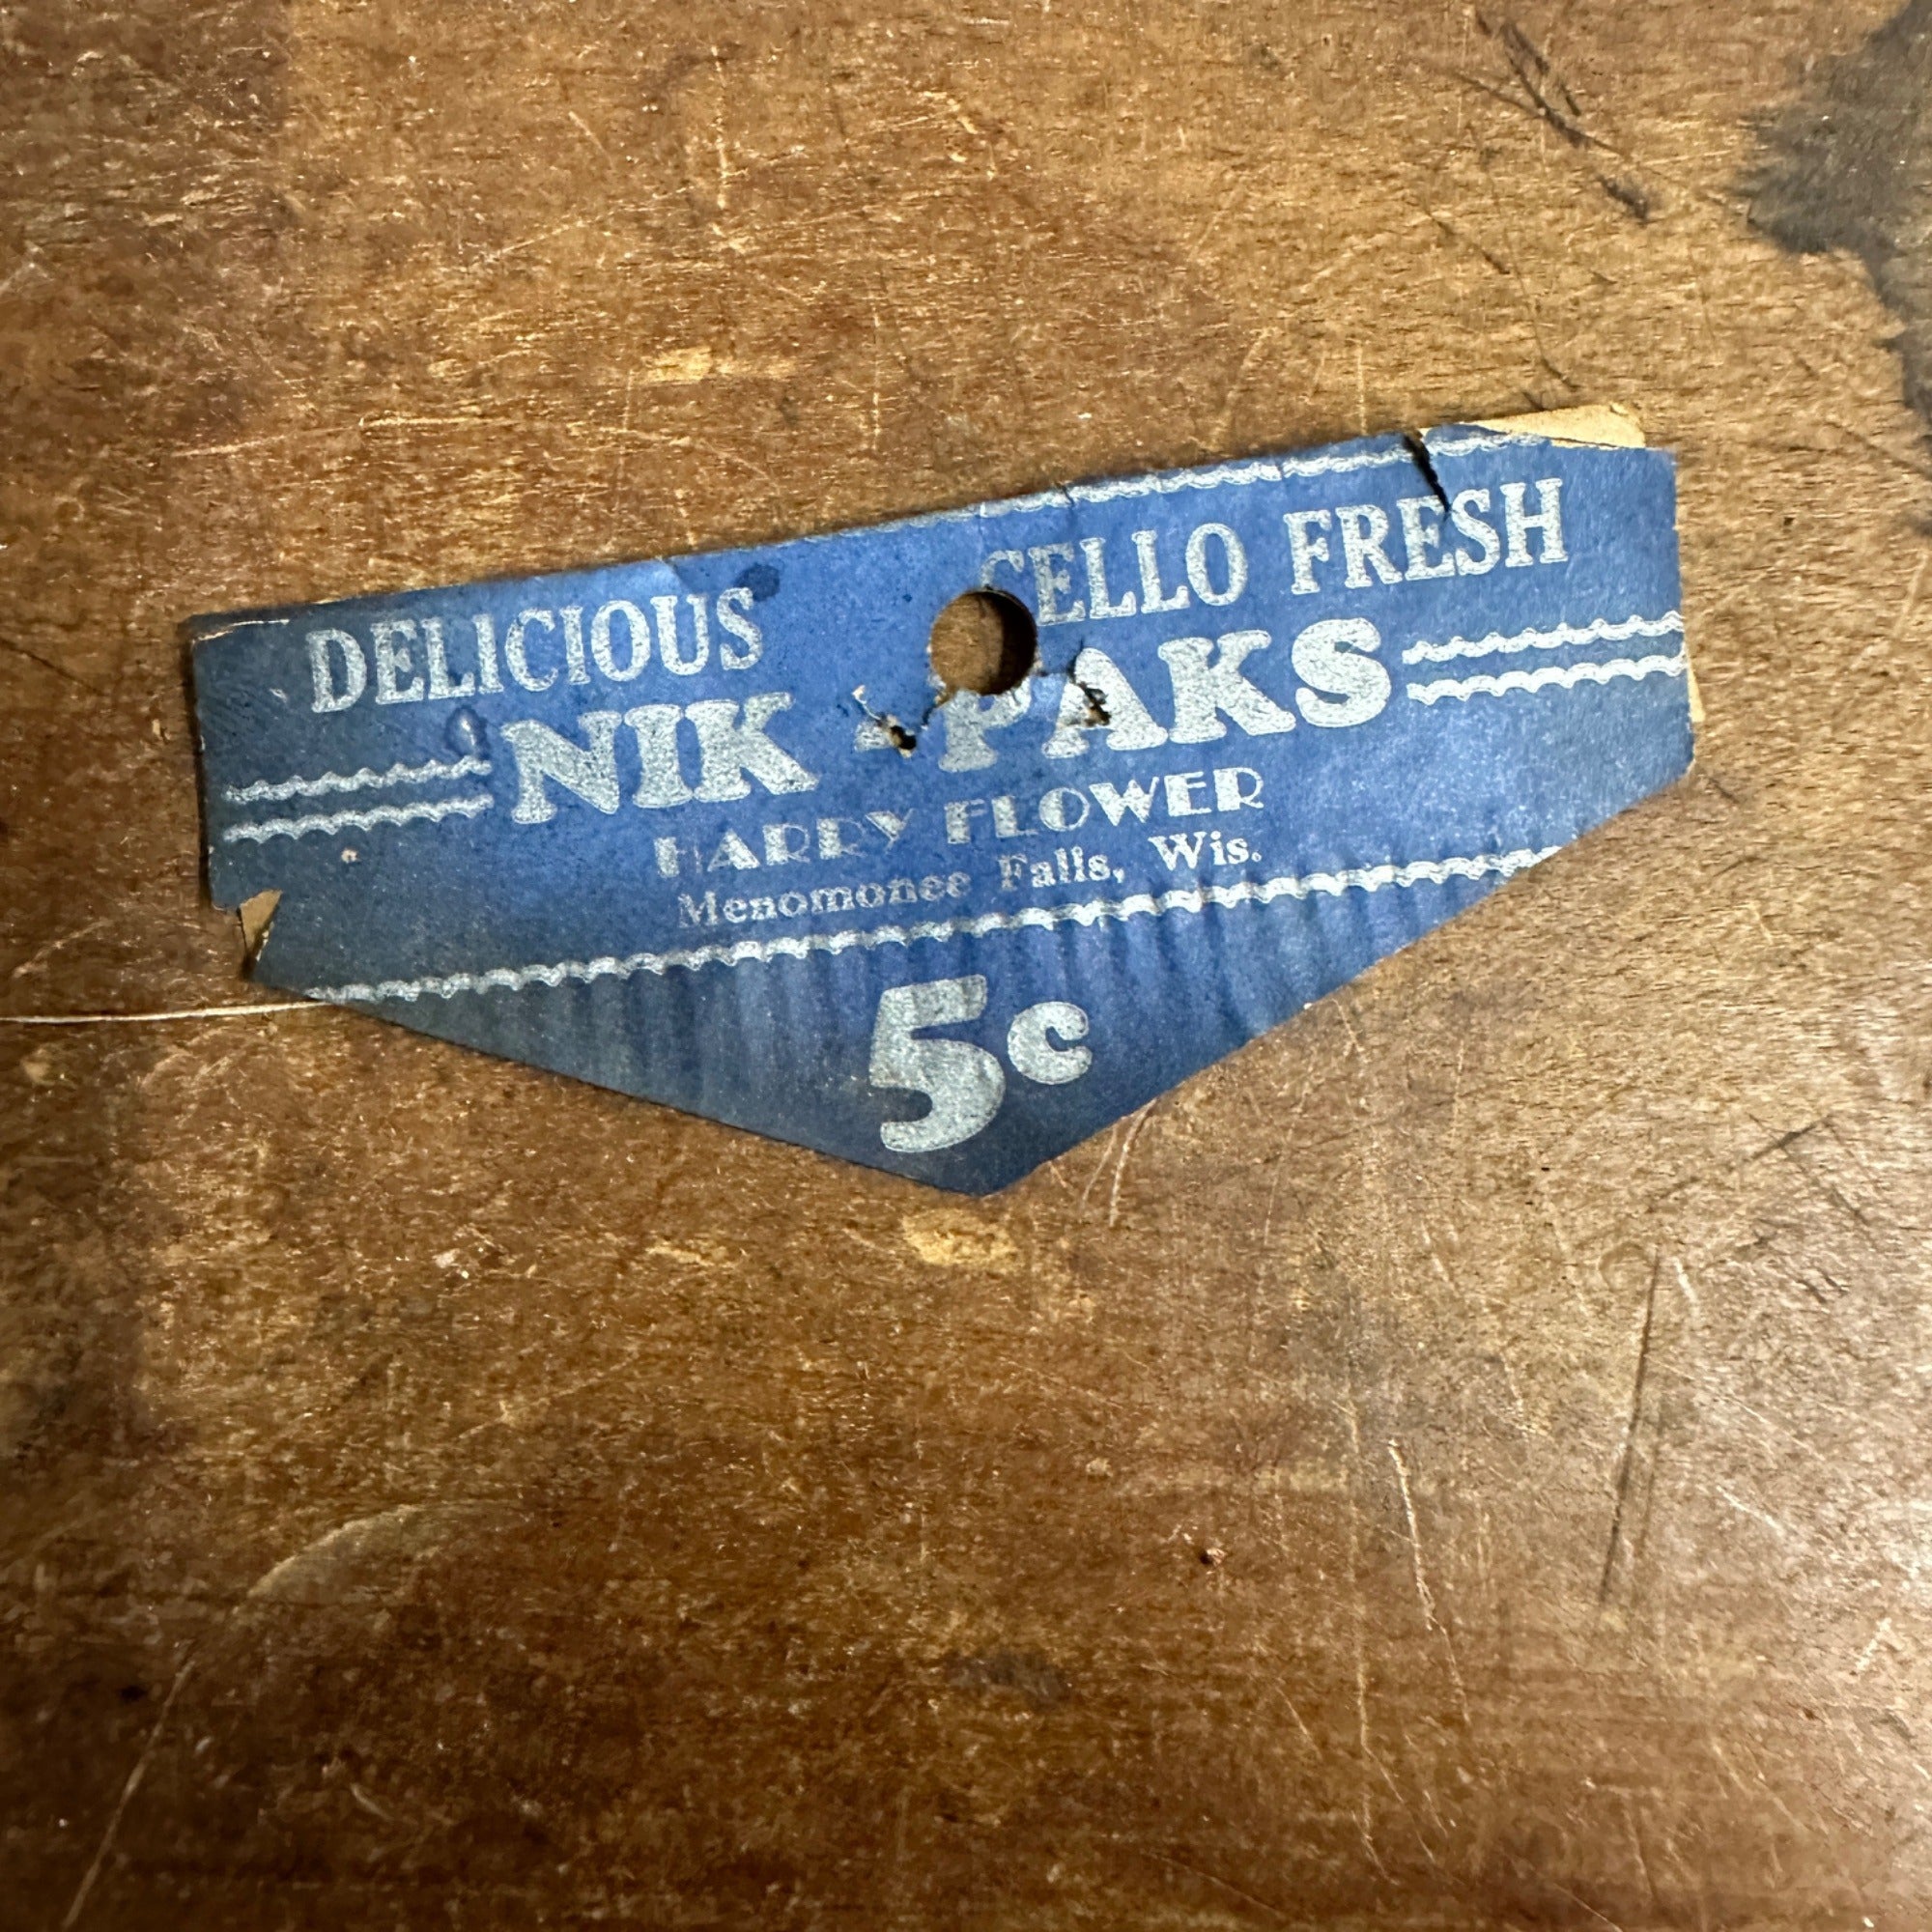 DELICIOUS CELLO FRESH
NIK-PAKS
HARRY FLOWER
Menomonee Falls, Wis.
5c